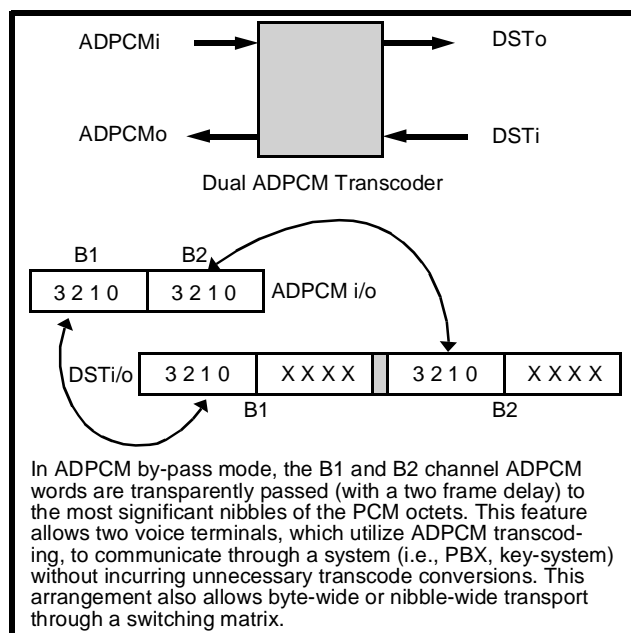 ADPCMi
DSTo
ADPCMo
DSTi
Dual ADPCM Transcoder
B1 B2
3 2 1 0 3 2 1 0 ADPCM i/o
DSTi/o 3 2 1 0 X X X X 3 2 1 0 X X X X
B1 B2
In ADPCM by-pass mode, the B1 and B2 channel ADPCM
words are transparently passed (with a two frame delay) to
the most significant nibbles of the PCM octets. This feature
allows two voice terminals, which utilize ADPCM transcod-
ing, to communicate through a system (i.e., PBX, key-system)
without incurring unnecessary transcode conversions. This
arrangement also allows byte-wide or nibble-wide transport
through a switching matrix.